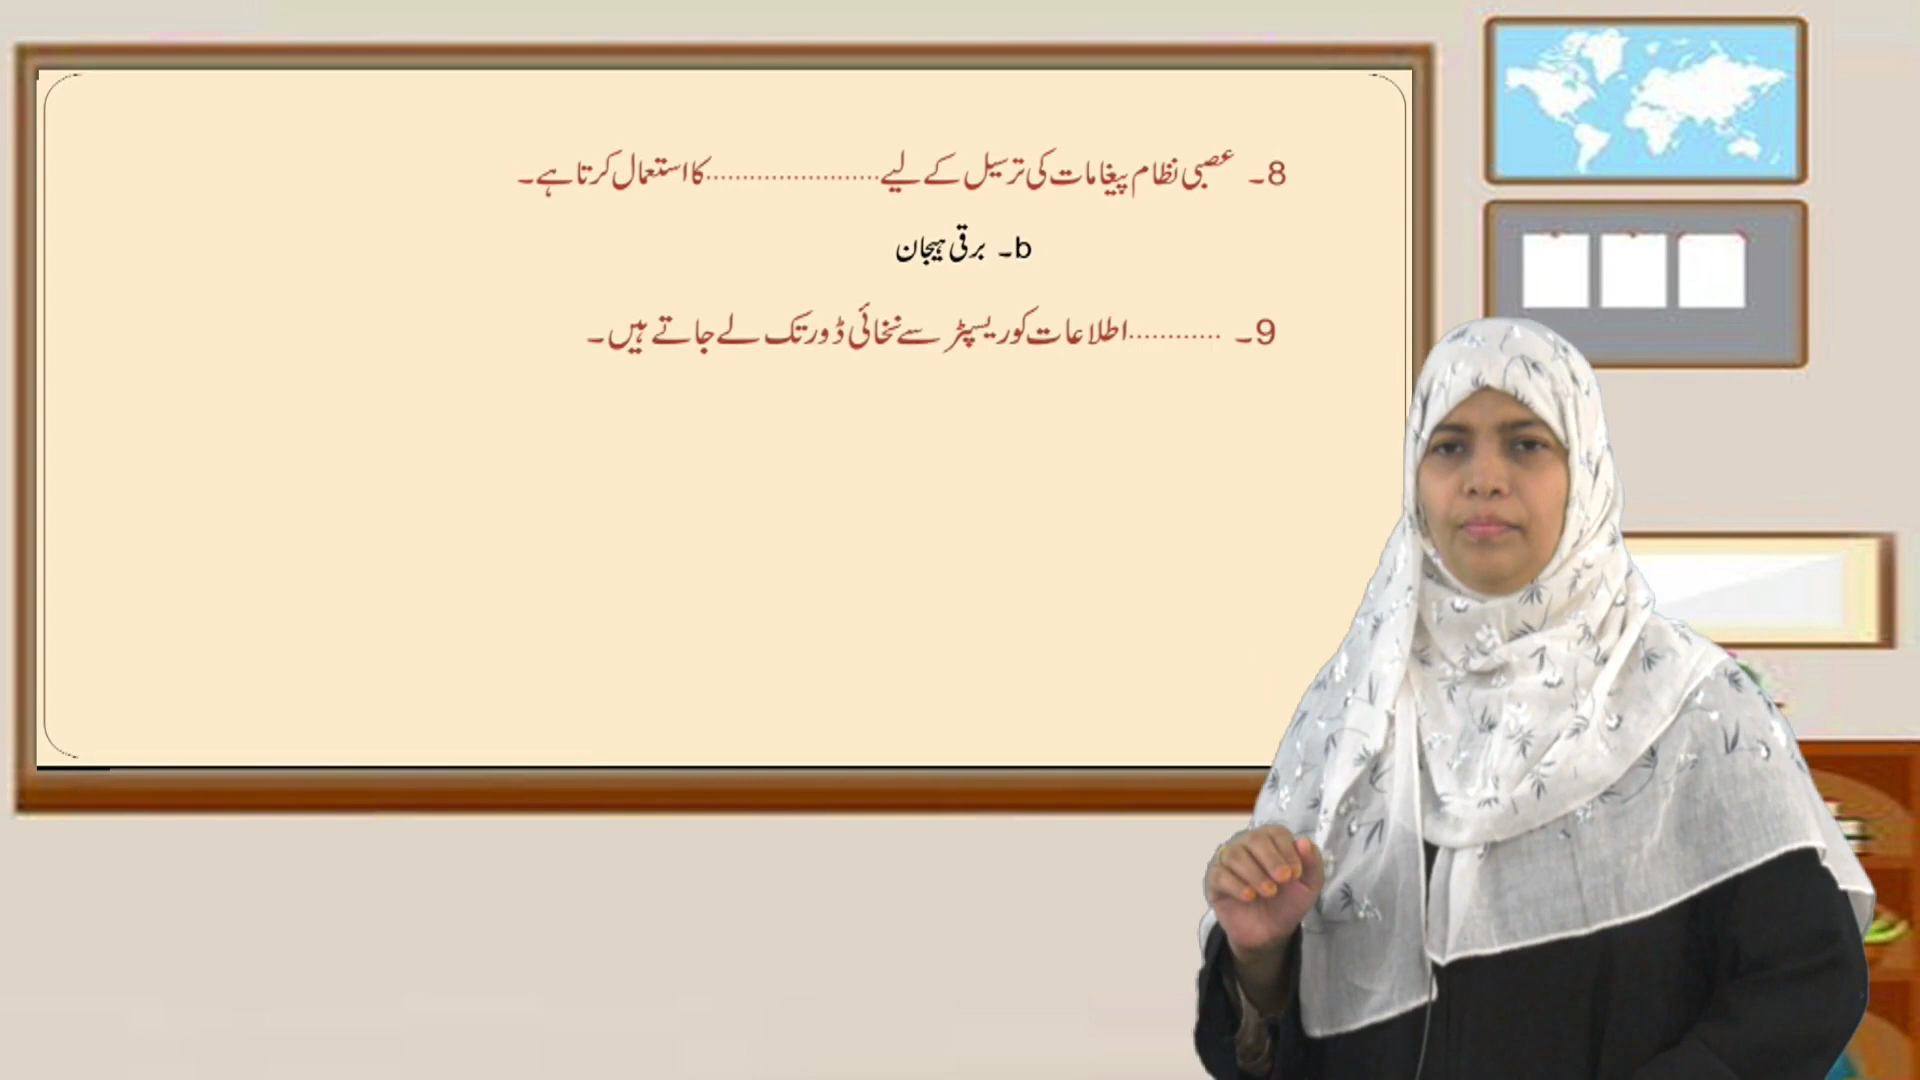 8۔ عصبی نظام پیغامات کی ترسیل کے لیے........................کا استعمال کرتا ہے۔
b۔ برقی ہیجان
9۔ ............اطلاعات کو ریسپٹر سے نخائی ڈور تک لے جاتے ہیں۔